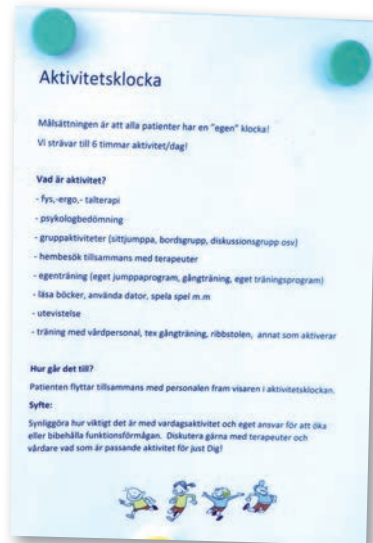 Aktivitetsklocka
Målsättningen är att alla patienter har en "egen" klocka!
Vi strävar till 6 timmar aktivitet/dag!
Vad är aktivitet?
- fys,-ergo,- talterapi
- psykologbedömning
- gruppaktiviteter (sittjumppa, bordsgrupp, diskussionsgrupp osv)
- hembesök tillsammans med terapeuter
- egenträning (eget jumppaprogram, gångträning, eget träningsprogram)
- läsa böcker, använda dator, spela spel m.m
- utevistelse
- träning med vårdpersonal, tex gångträning, ribbstolen, annat som aktiverar
Hur går det till?
Patienten flyttar tillsammans med personalen fram visaren i aktivitetsklockan.
Syfte:
Synliggöra hur viktigt det är med vardagsaktivitet och eget ansvar för att öka
eller bibehålla funktionsförmågan. Diskutera gärna med terapeuter och
vårdare vad som är passande aktivitet för just Dig!